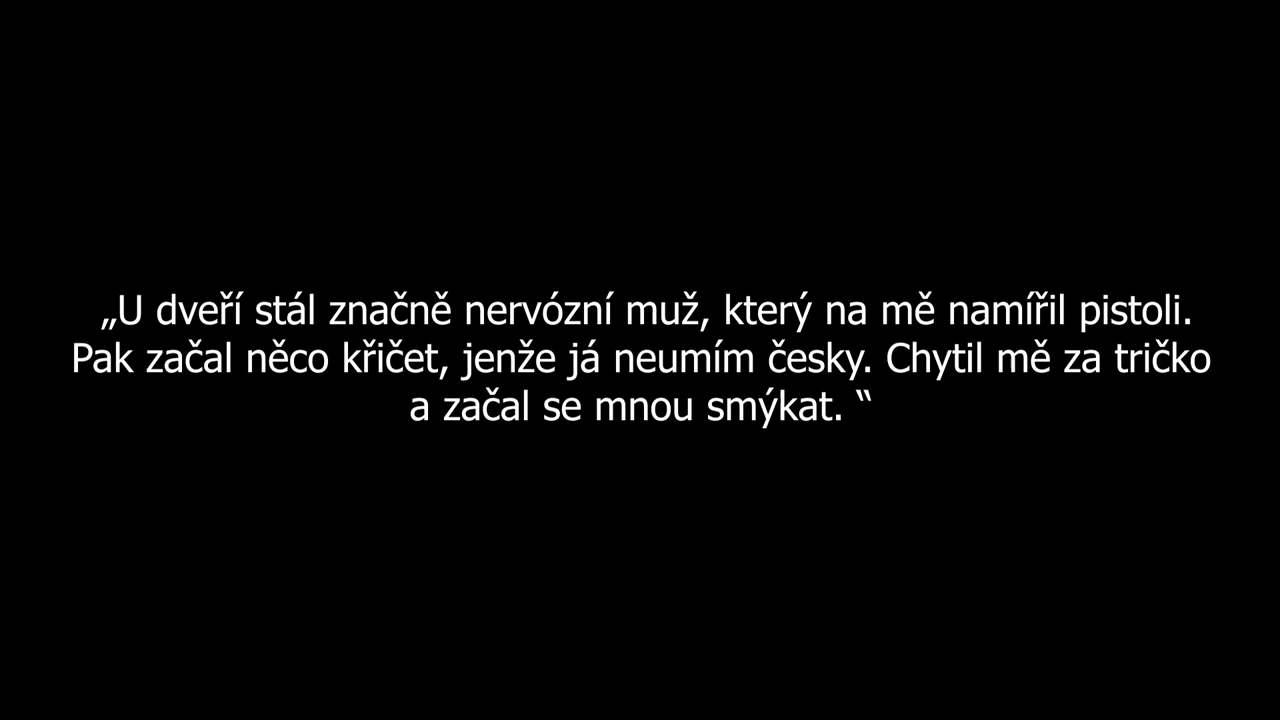 „U dveří stál značně nervózní muž, který na mě namířil pistoli.
Pak začal něco křičet, jenže já neumím česky. Chytil mě za tričko
a začal se mnou smýkat. “